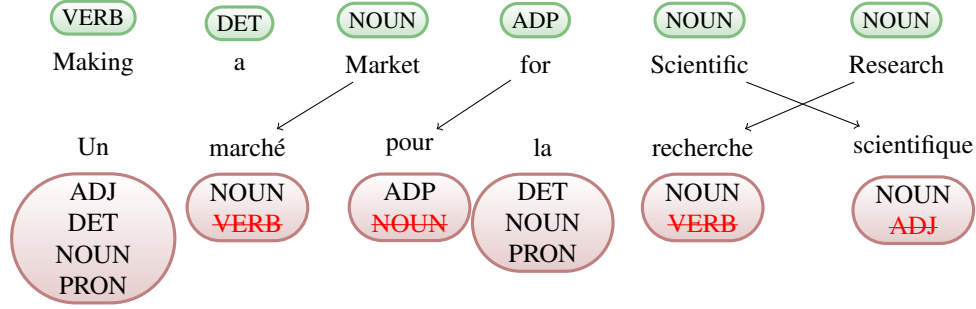 VERB DET NOUN ADP NOUN NOUN
Making a Market for Scientific Research
Un marché pour la recherche scientifique
ADJ NOUN ADP DET NOUN NOUN
DET VERB NOUN NOUN VERB ADJ
NOUN PRON
PRON